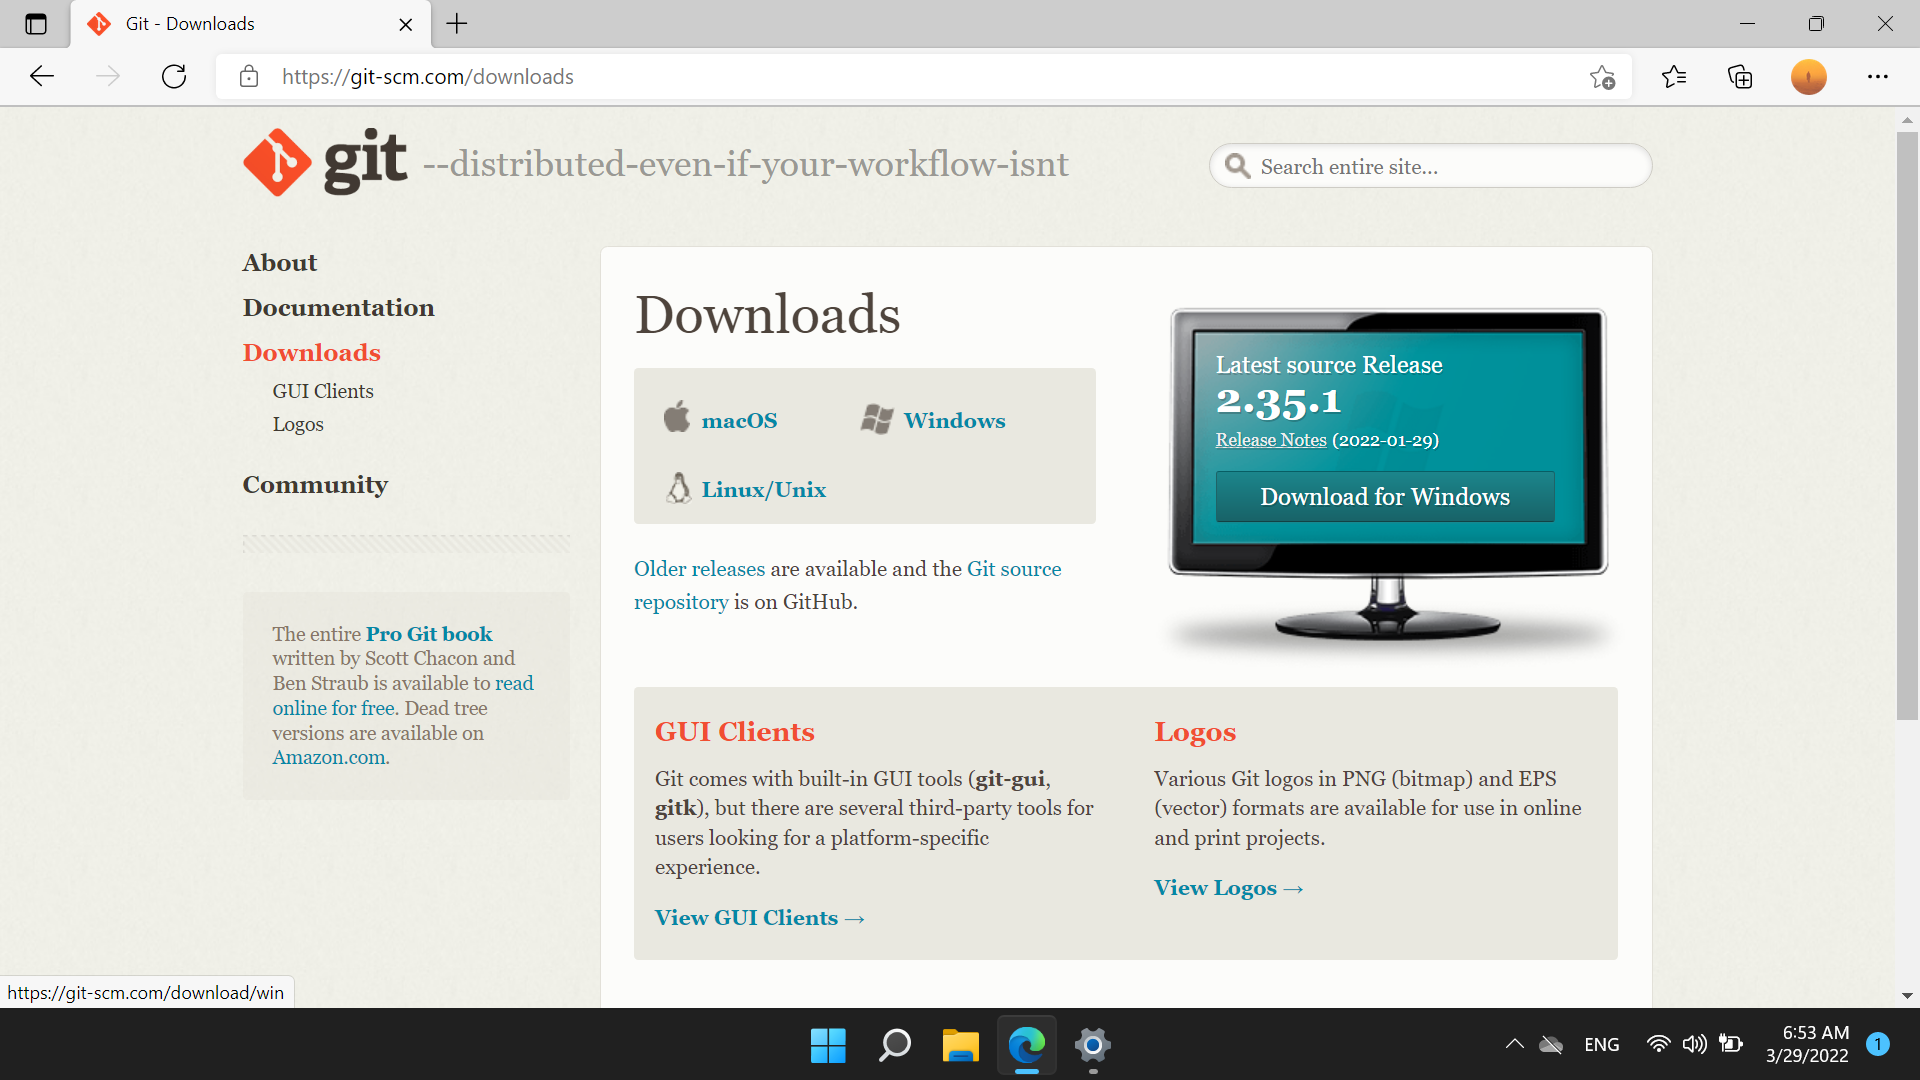 Git - Downloads
https://git-scm.com/downloads
git --distributed-even-if-your-workflow-isnt
Search entire site...
About
Documentation
Downloads
GUI Clients
Logos
Community
The entire Pro Git book
written by Scott Chacon and
Ben Straub is available to read
online for free. Dead tree
versions are available on
Amazon.com.
Downloads
macOS
Windows
Linux/Unix
Older releases are available and the Git source
repository is on GitHub.
Latest source Release
2.35.1
Release Notes (2022-01-29)
Download for Windows
GUI Clients
Git comes with built-in GUI tools (git-gui,
gitk), but there are several third-party tools for
users looking for a platform-specific
experience.
View GUI Clients →
Logos
Various Git logos in PNG (bitmap) and EPS
(vector) formats are available for use in online
and print projects.
View Logos →
https://git-scm.com/download/win
ENG
6:53 AM
3/29/2022
1